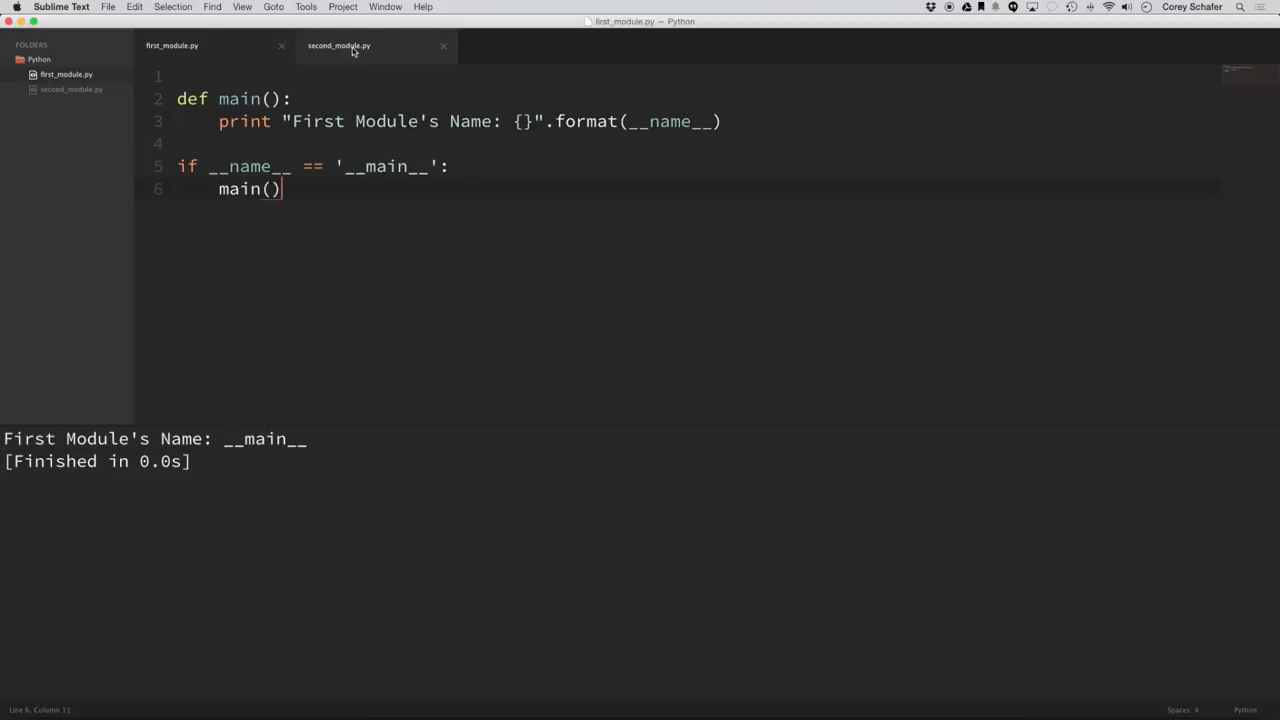 Sublime Text File Edit Selection Find View Goto Tools Project Window Help Corey Schafer
first_module.py — Python
FOLDERS
Python
first_module.py
second_module.py
first_module.py second_module.py
1
2 def main():
3 print "First Module's Name: {}".format(__name__)
4
5 if __name__ == '__main__':
6 main()
First Module's Name: __main__
[Finished in 0.0s]
Line 6, Column 11 Spaces: 4 Python